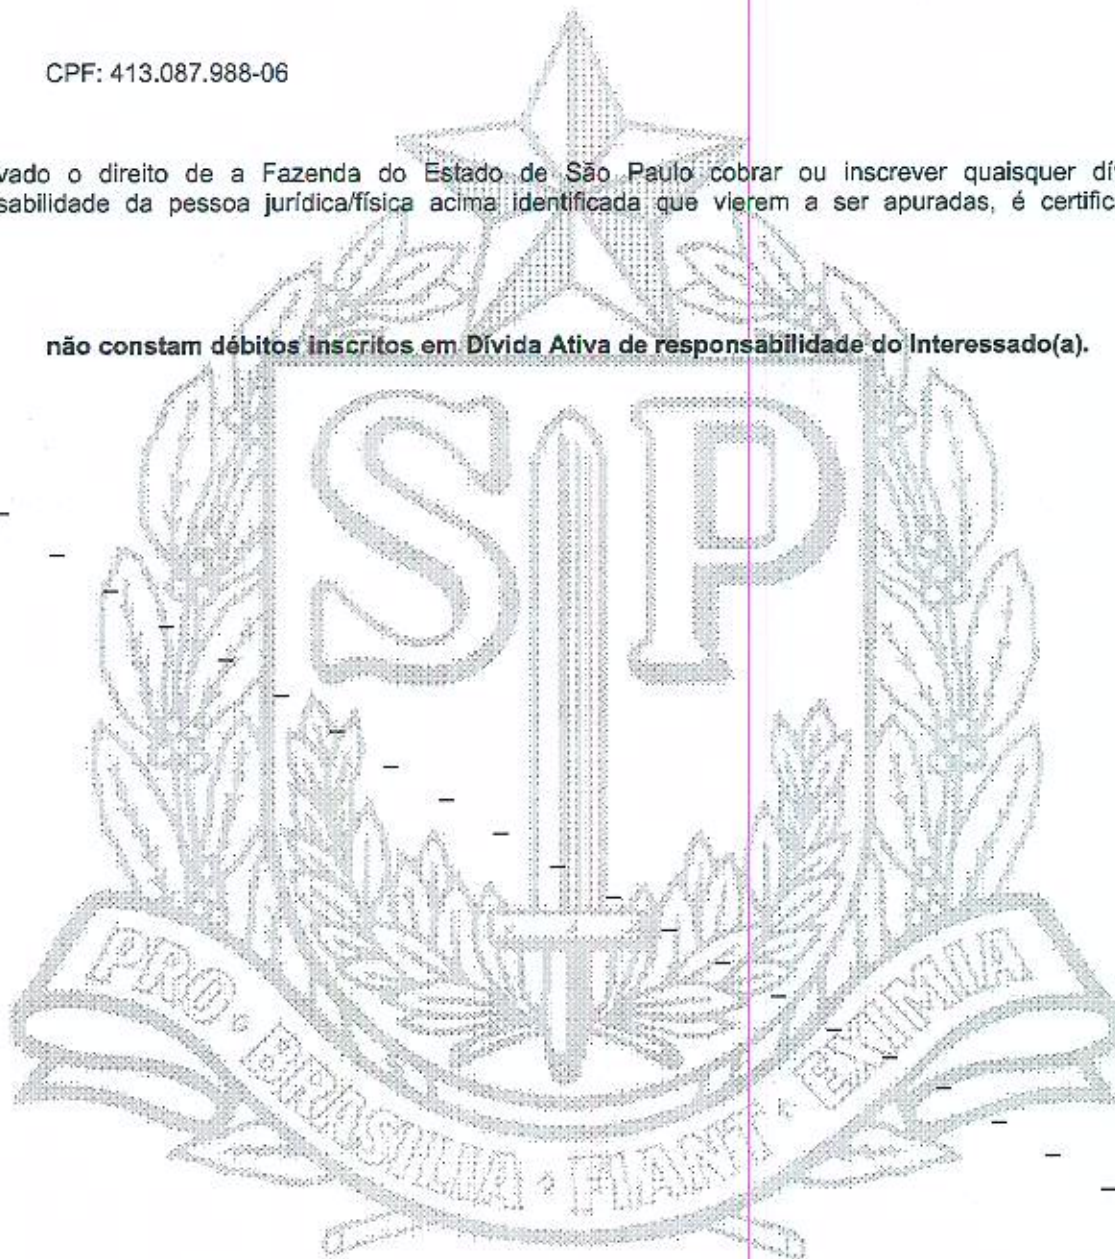 CPF: 413.087.988-06
vado o direito de a Fazenda do Estado de São Paulo cobrar ou inscrever quaisquer dí
sabilidade da pessoa jurídica/física acima identificada que vierem a ser apuradas, é certific
não constam débitos inscritos em Dívida Ativa de responsabilidade do Interessado(a).
SP
PRO • BRASILIA • FIANT • EXIMIA